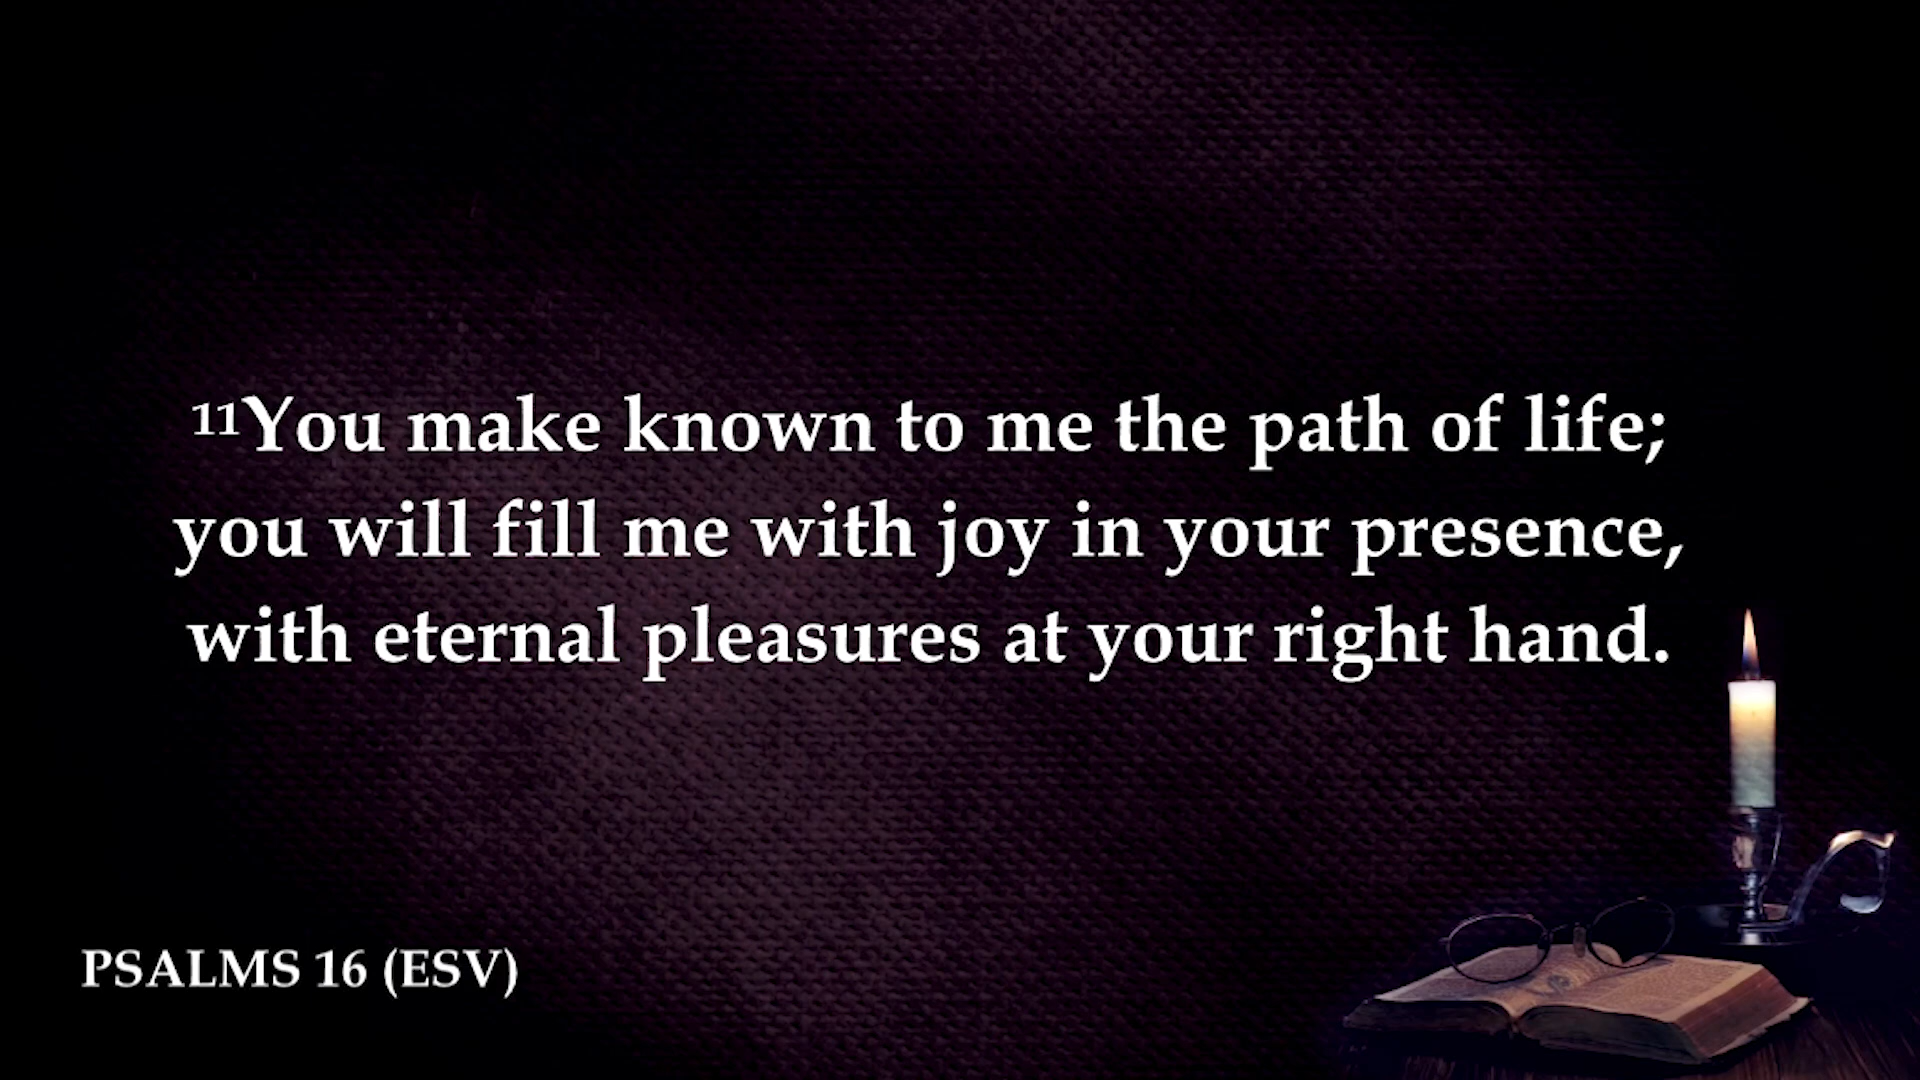 11You make known to me the path of life;
you will fill me with joy in your presence,
with eternal pleasures at your right hand.
PSALMS 16 (ESV)